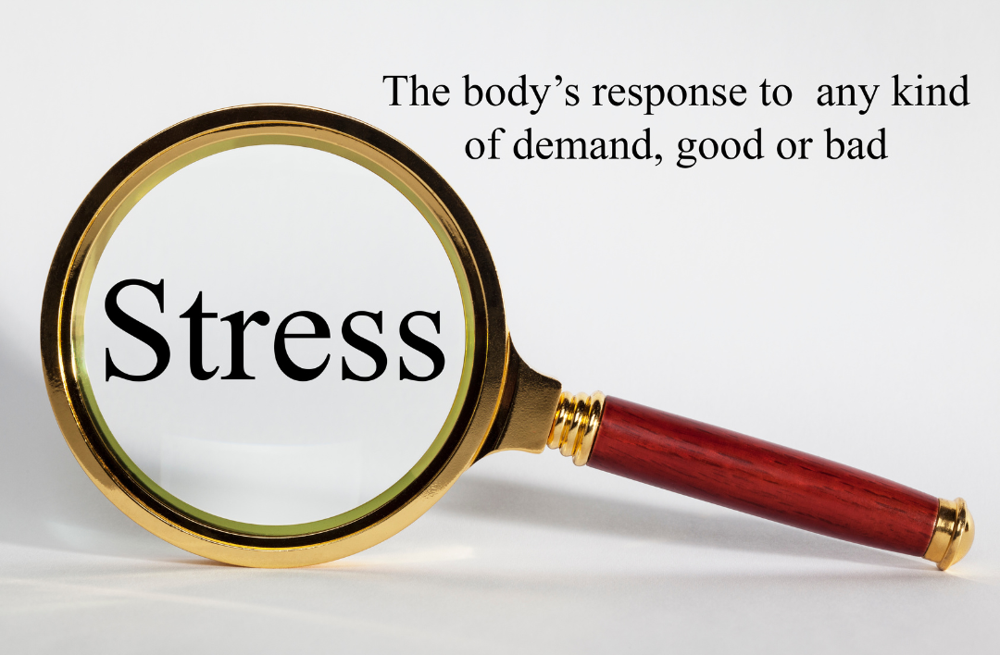 The body’s response to  any kind
of demand, good or bad
Stress